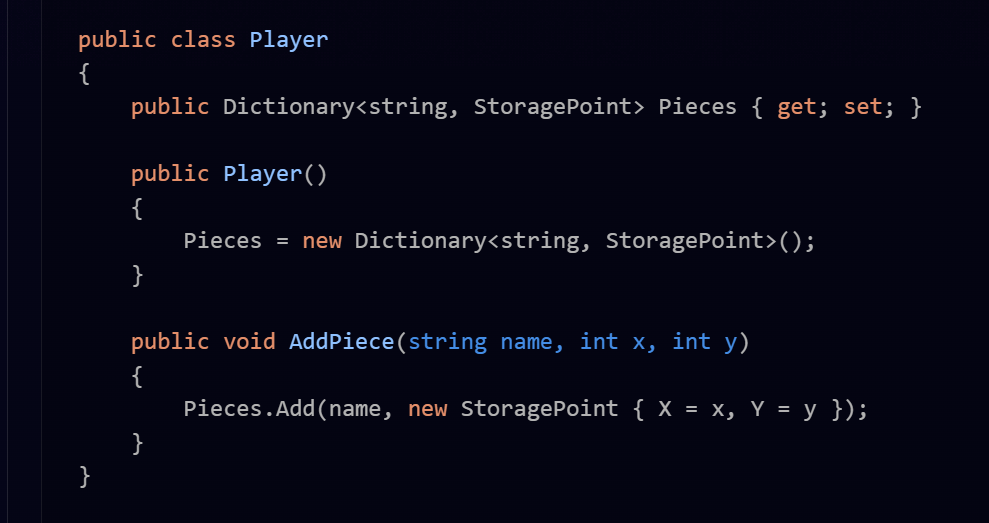 public class Player
{
    public Dictionary<string, StoragePoint> Pieces { get; set; }
    public Player()
    {
        Pieces = new Dictionary<string, StoragePoint>();
    }
    public void AddPiece(string name, int x, int y)
    {
        Pieces.Add(name, new StoragePoint { X = x, Y = y });
    }
}